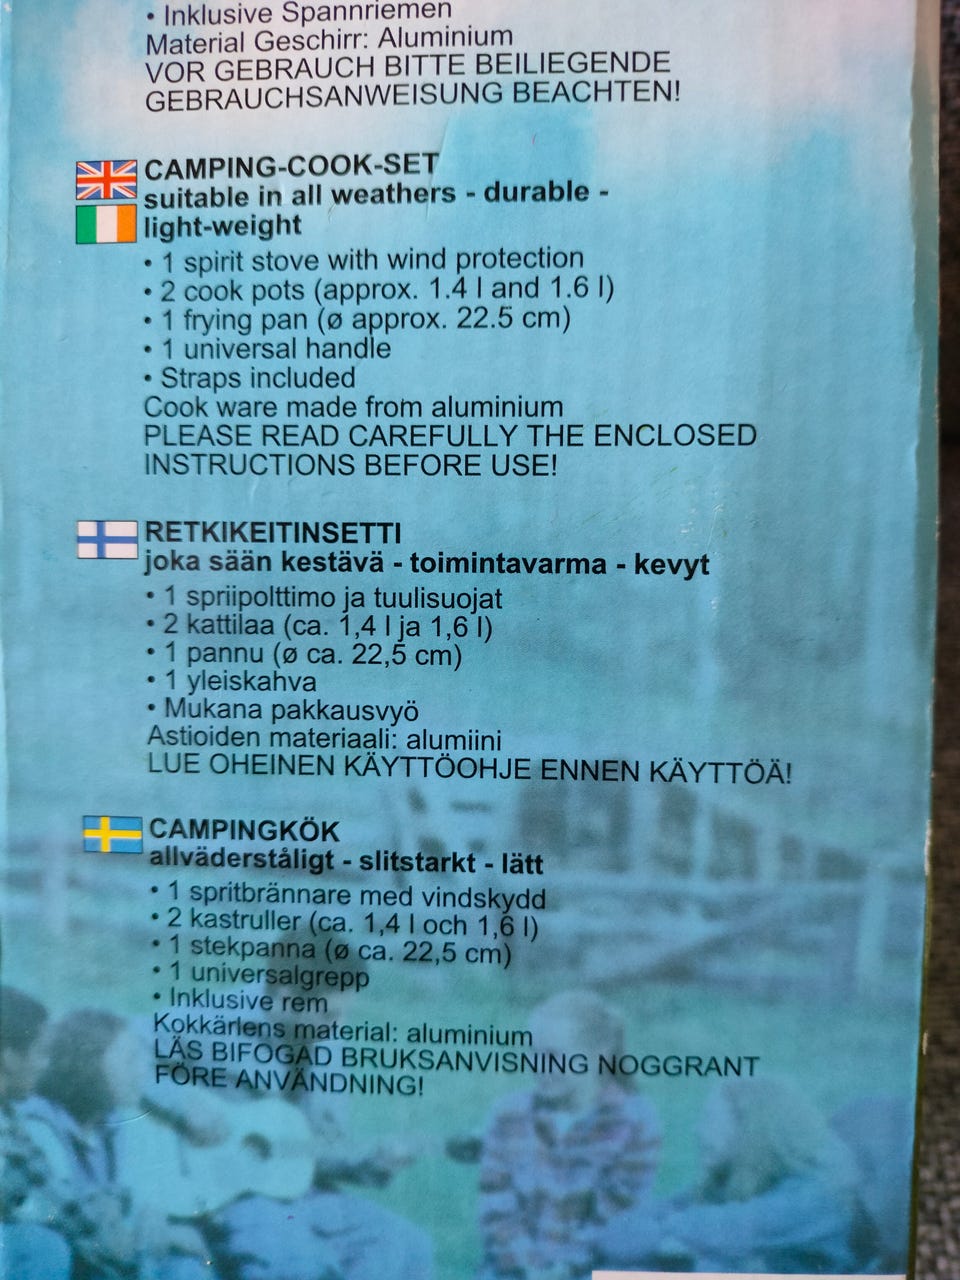 • Inklusive Spannriemen
Material Geschirr: Aluminium
VOR GEBRAUCH BITTE BEILIEGENDE
GEBRAUCHSANWEISUNG BEACHTEN!
CAMPING-COOK-SET
suitable in all weathers - durable -
light-weight
• 1 spirit stove with wind protection
• 2 cook pots (approx. 1.4 l and 1.6 l)
• 1 frying pan (ø approx. 22.5 cm)
• 1 universal handle
• Straps included
Cook ware made from aluminium
PLEASE READ CAREFULLY THE ENCLOSED
INSTRUCTIONS BEFORE USE!
RETKIKEITINSETTI
joka sään kestävä - toimintavarma - kevyt
• 1 spriipolttimo ja tuulisuojat
• 2 kattilaa (ca. 1,4 l ja 1,6 l)
• 1 pannu (ø ca. 22,5 cm)
• 1 yleiskahva
• Mukana pakkausvyö
Astioiden materiaali: alumiini
LUE OHEINEN KÄYTTÖOHJE ENNEN KÄYTTÖÄ!
CAMPINGKÖK
allväderståligt - slitstarkt - lätt
• 1 spritbrännare med vindskydd
• 2 kastruller (ca. 1,4 l och 1,6 l)
• 1 stekpanna (ø ca. 22,5 cm)
• 1 universalgrepp
• Inklusive rem
Kokkärlens material: aluminium
LÄS BIFOGAD BRUKSANVISNING NOGGRANT
FÖRE ANVÄNDNING!